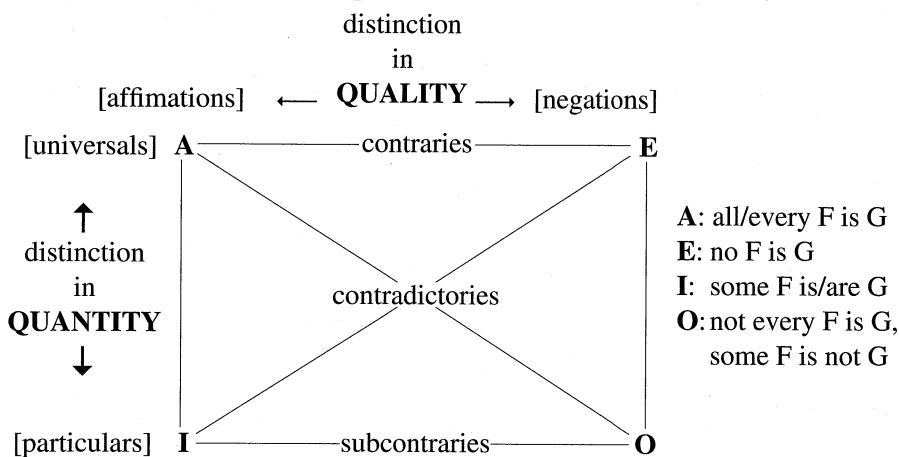 distinction
in
[affimations] ← QUALITY → [negations]
[universals] A contraries E
↑
distinction
in
QUANTITY
↓
contradictories
[particulars] I subcontraries O
A: all/every F is G
E: no F is G
I: some F is/are G
O: not every F is G,
some F is not G